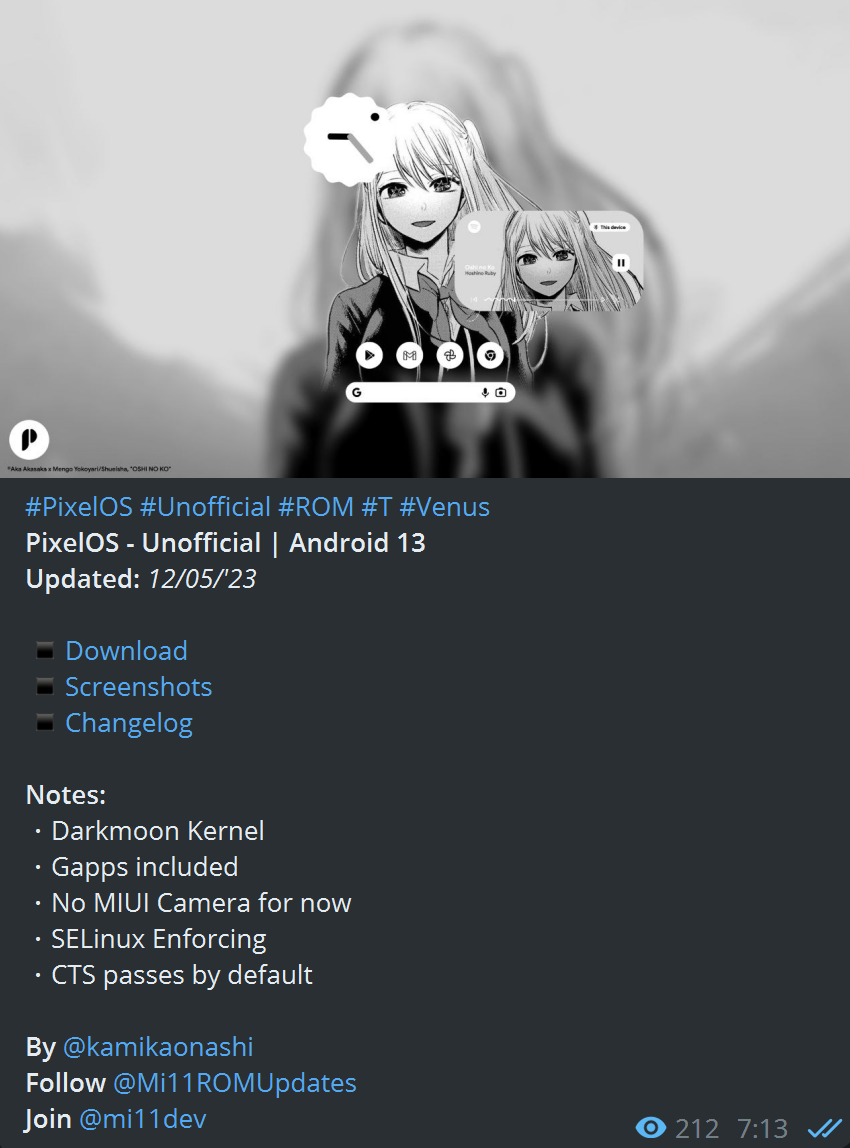 This device
Hoshino Ruby
G
P
©Aka Akasaka x Mengo Yokoyari/Shueisha, "OSHI NO KO"
#PixelOS #Unofficial #ROM #T #Venus
PixelOS - Unofficial | Android 13
Updated: 12/05/'23
Download
Screenshots
Changelog
Notes:
· Darkmoon Kernel
· Gapps included
· No MIUI Camera for now
· SELinux Enforcing
· CTS passes by default
By @kamikaonashi
Follow @Mi11ROMUpdates
Join @mi11dev
212 7:13